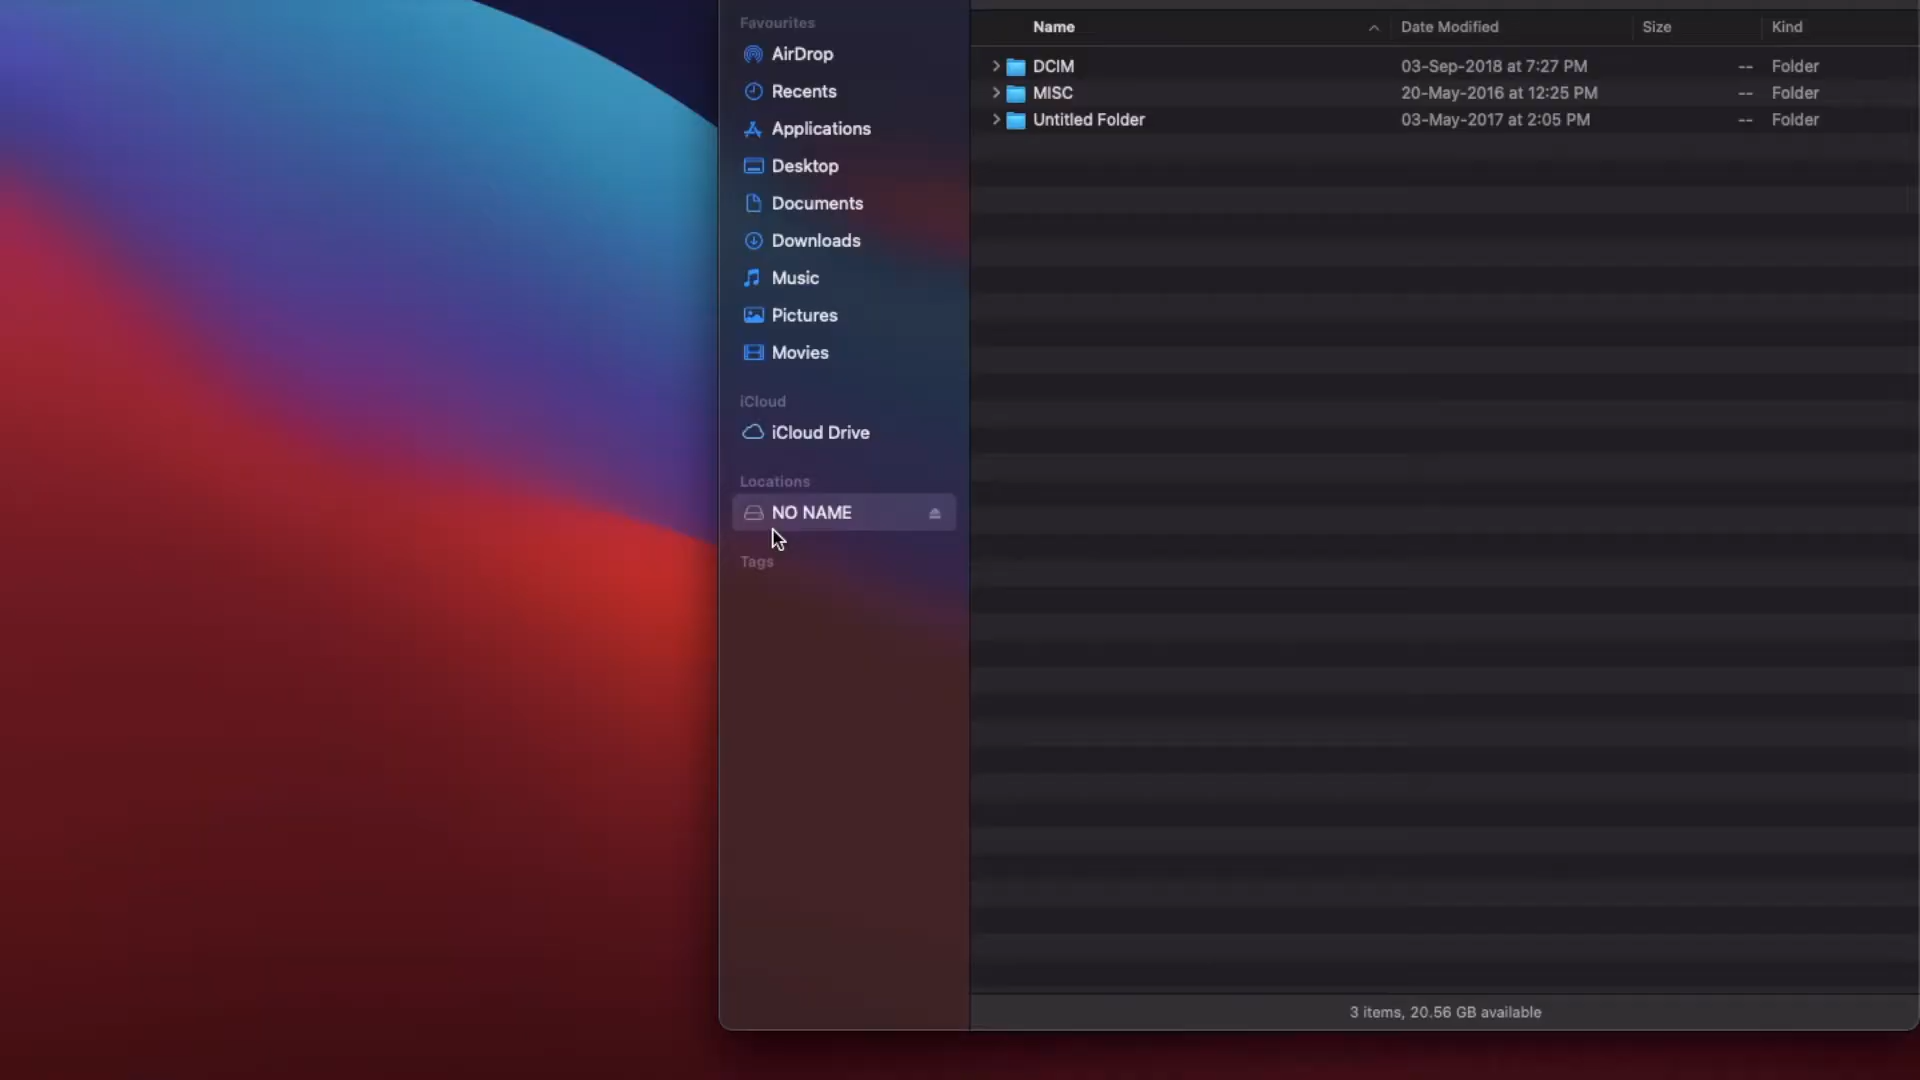 Favourites
AirDrop
Recents
Applications
Desktop
Documents
Downloads
Music
Pictures
Movies
iCloud
iCloud Drive
Locations
NO NAME
Tags
Name Date Modified Size Kind
DCIM 03-Sep-2018 at 7:27 PM -- Folder
MISC 20-May-2016 at 12:25 PM -- Folder
Untitled Folder 03-May-2017 at 2:05 PM -- Folder
3 items, 20.56 GB available